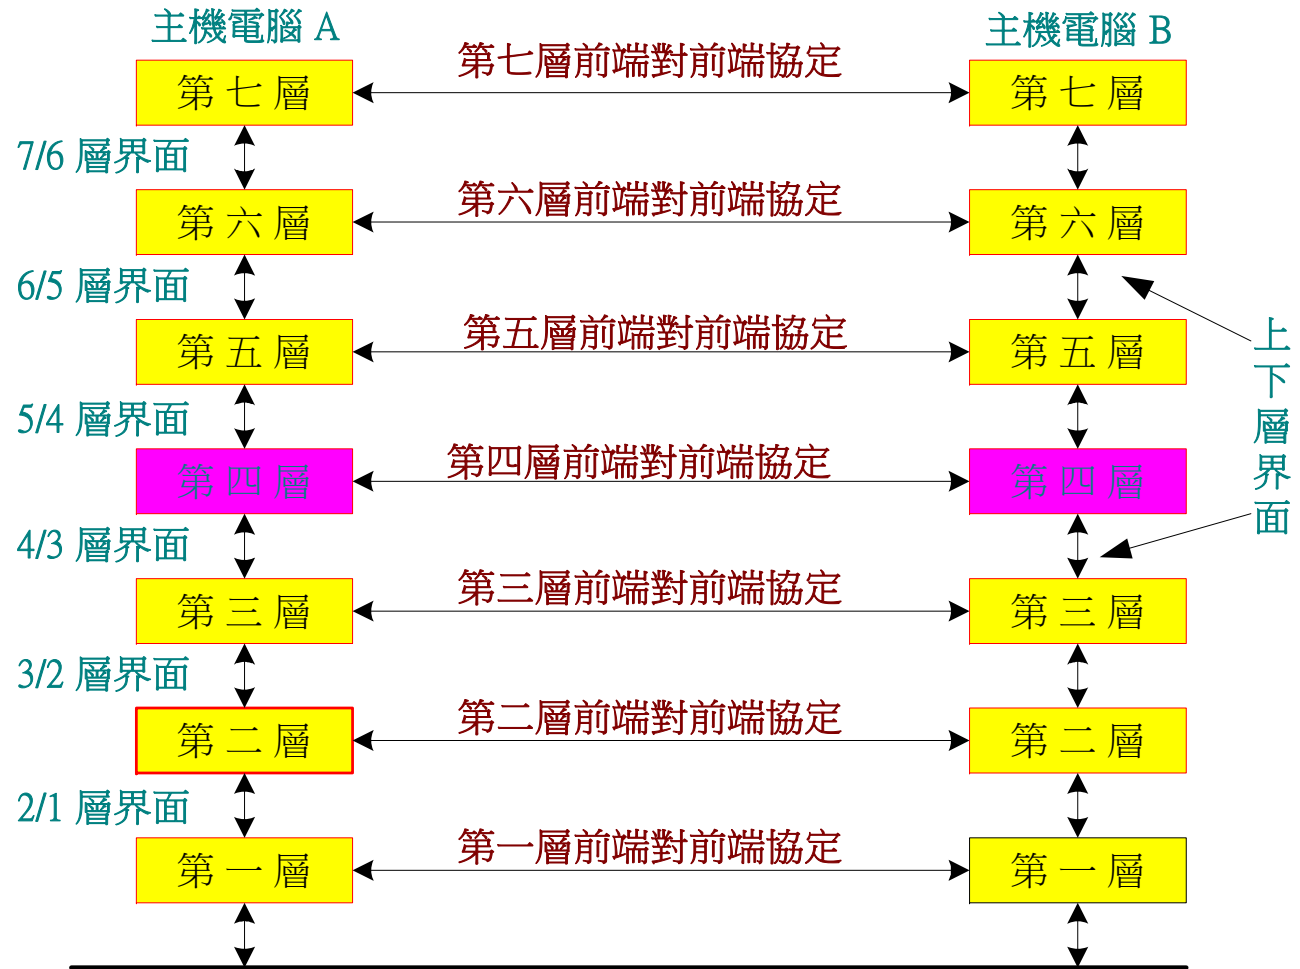 主機電腦 A
主機電腦 B
第七層前端對前端協定
第 七 層
第 七 層
7/6 層界面
第六層前端對前端協定
第 六 層
第 六 層
6/5 層界面
第五層前端對前端協定
第 五 層
第 五 層
上下層界面
5/4 層界面
第四層前端對前端協定
第 四 層
第 四 層
4/3 層界面
第三層前端對前端協定
第 三 層
第 三 層
3/2 層界面
第二層前端對前端協定
第 二 層
第 二 層
2/1 層界面
第一層前端對前端協定
第 一 層
第 一 層